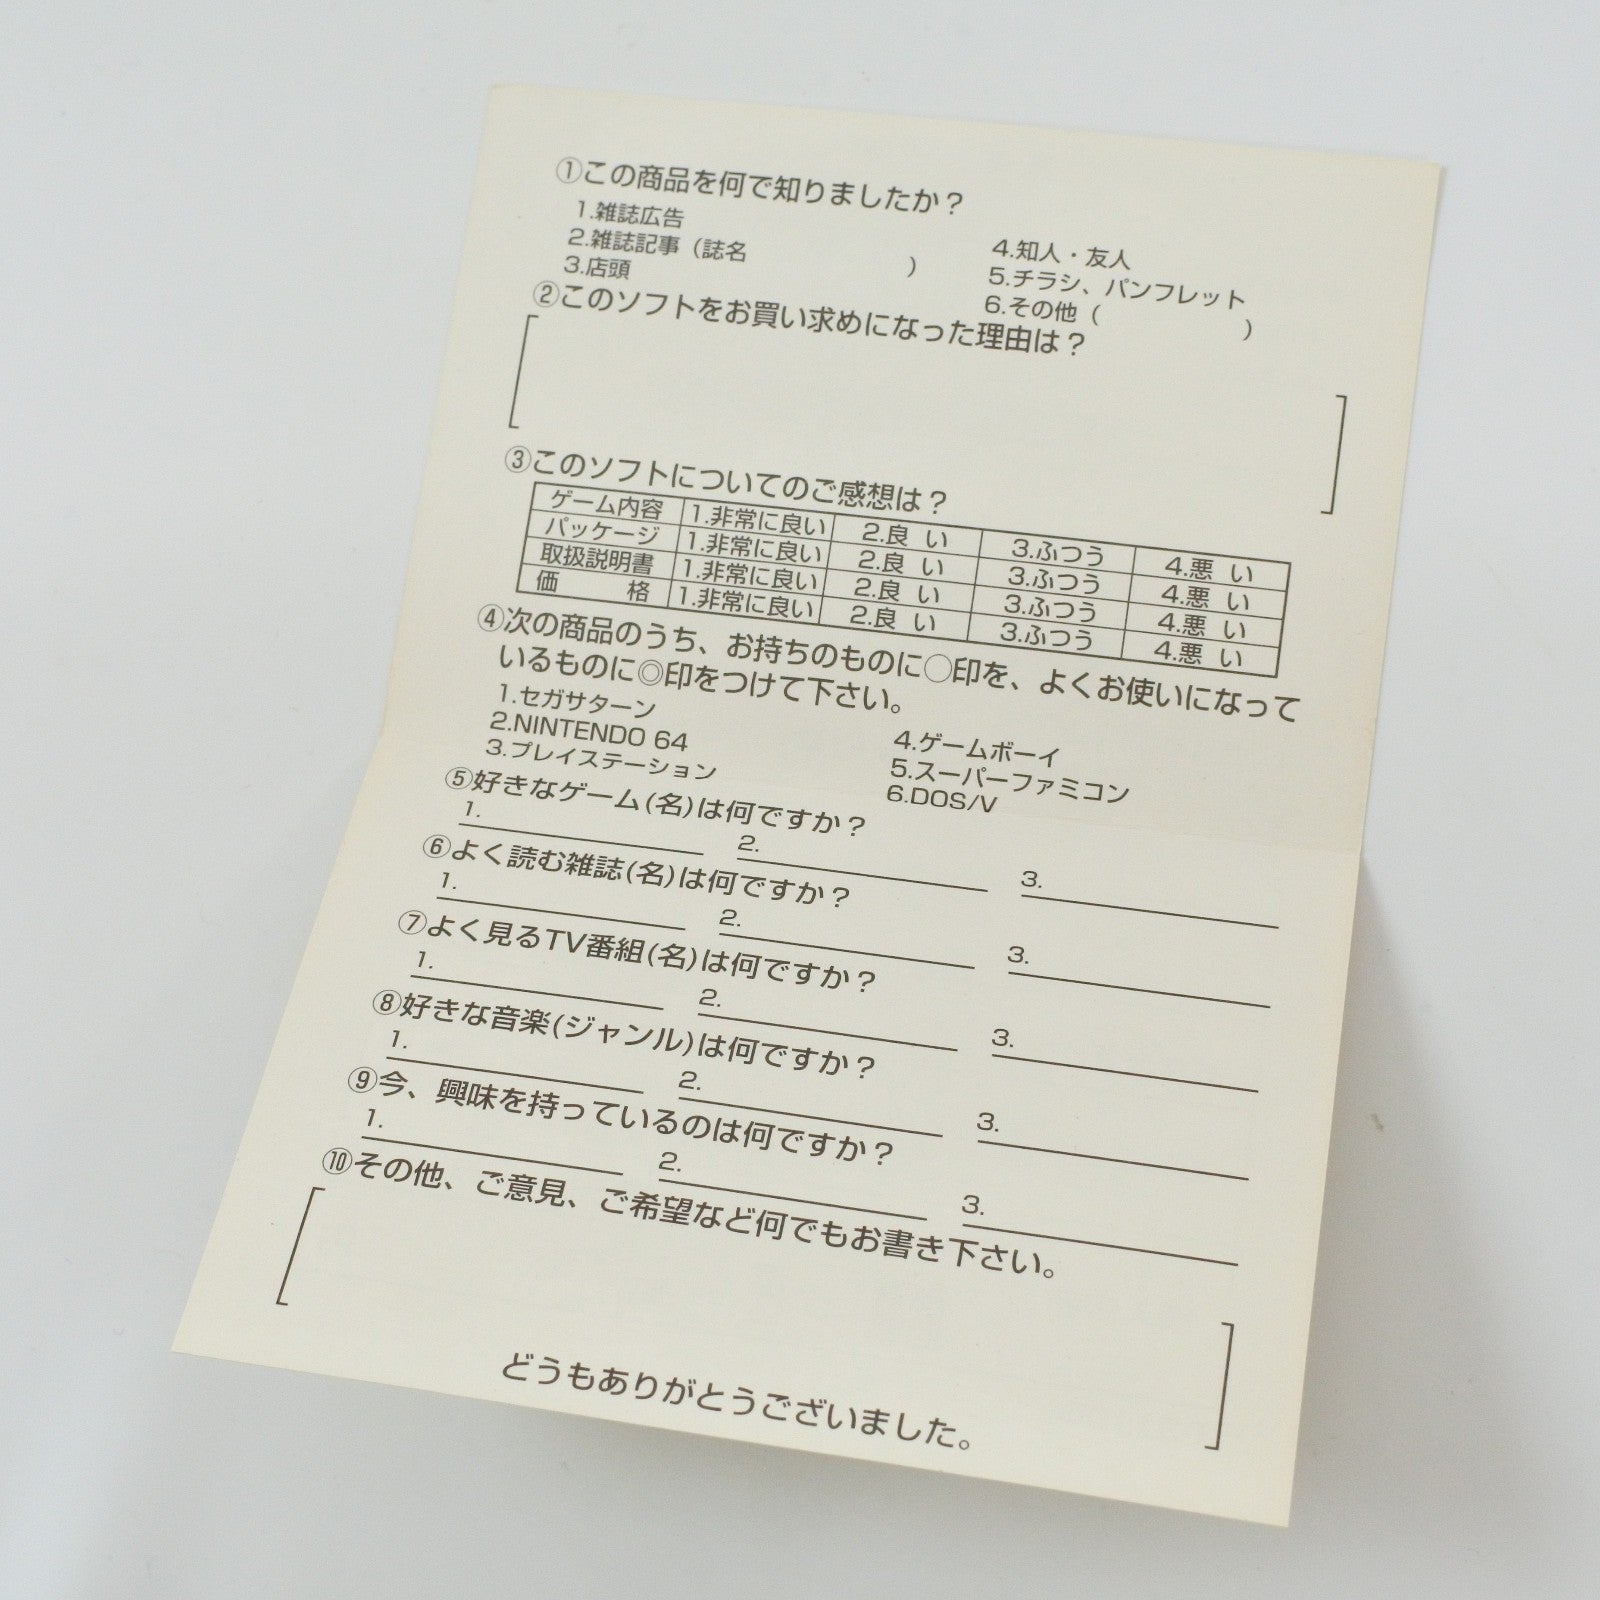 ①この商品を何で知りましたか？
1.雑誌広告
2.雑誌記事（誌名　　　　　　）
3.店頭
4.知人・友人
5.チラシ、パンフレット
6.その他（　　　　　　）
②このソフトをお買い求めになった理由は？
③このソフトについてのご感想は？
ゲーム内容 1.非常に良い 2.良 い 3.ふつう 4.悪 い
パッケージ 1.非常に良い 2.良 い 3.ふつう 4.悪 い
取扱説明書 1.非常に良い 2.良 い 3.ふつう 4.悪 い
価　格 1.非常に良い 2.良 い 3.ふつう 4.悪 い
④次の商品のうち、お持ちのものに○印を、よくお使いになって
いるものに◎印をつけて下さい。
1.セガサターン
2.NINTENDO 64
3.プレイステーション
4.ゲームボーイ
5.スーパーファミコン
6.DOS/V
⑤好きなゲーム(名)は何ですか？
1. 2. 3.
⑥よく読む雑誌(名)は何ですか？
1. 2. 3.
⑦よく見るTV番組(名)は何ですか？
1. 2. 3.
⑧好きな音楽(ジャンル)は何ですか？
1. 2. 3.
⑨今、興味を持っているのは何ですか？
1. 2. 3.
⑩その他、ご意見、ご希望など何でもお書き下さい。
どうもありがとうございました。